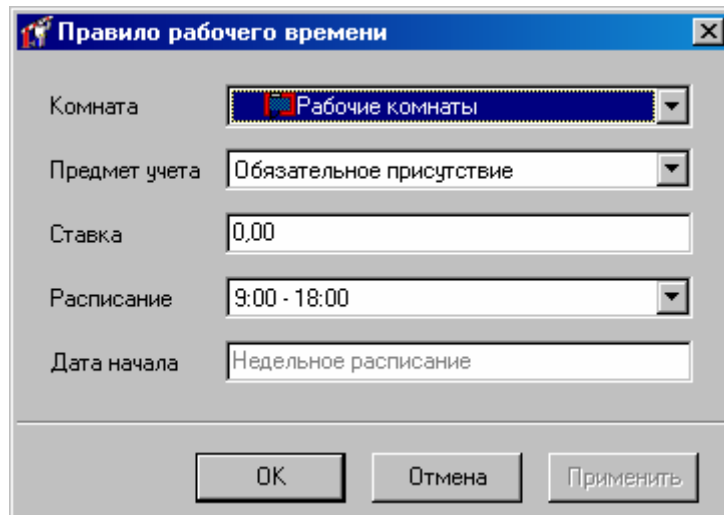 Правило рабочего времени
Комната Рабочие комнаты
Предмет учета Обязательное присутствие
Ставка 0,00
Расписание 9:00 - 18:00
Дата начала Недельное расписание
OK Отмена Применить